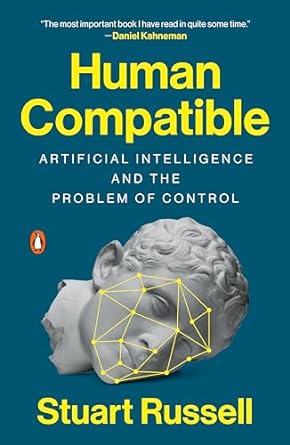 "The most important book I have read in quite some time."
—Daniel Kahneman
Human
Compatible
ARTIFICIAL INTELLIGENCE
AND THE
PROBLEM OF CONTROL
Stuart Russell